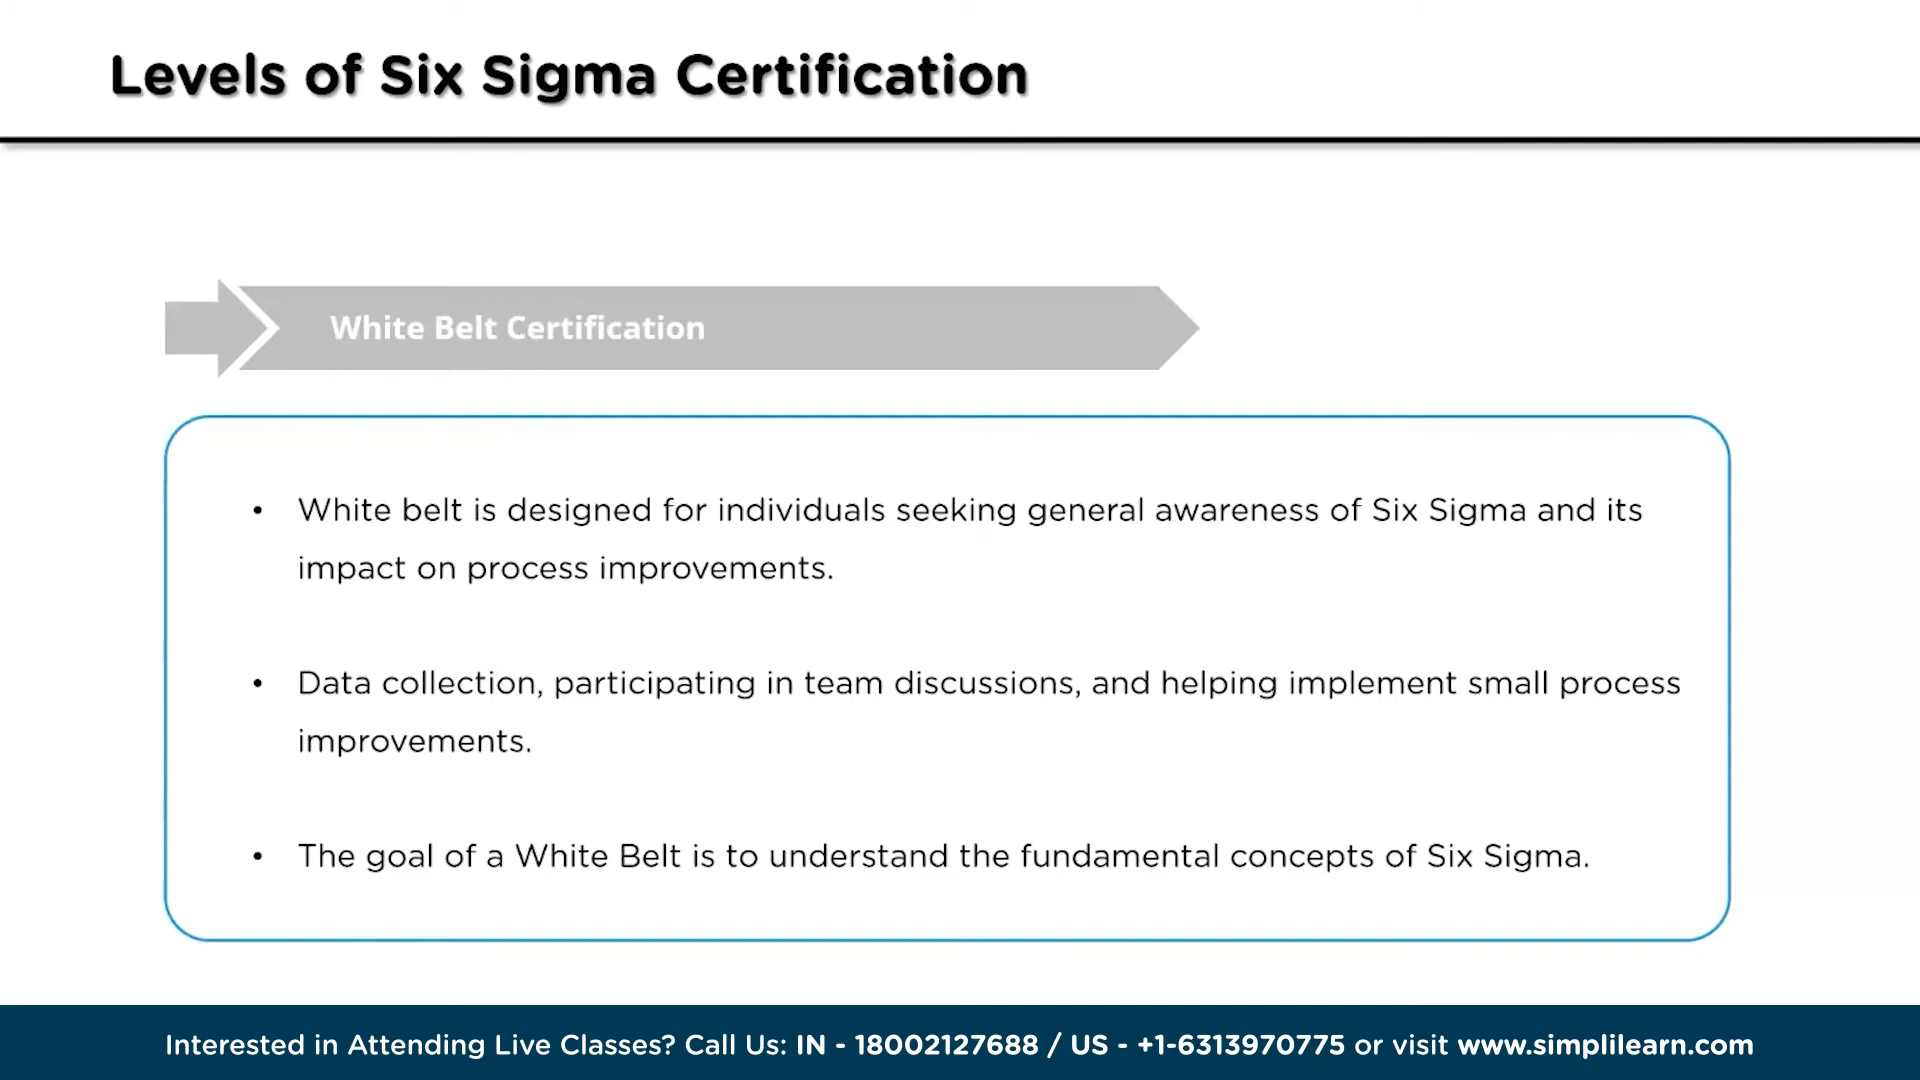 Levels of Six Sigma Certification
White Belt Certification
• White belt is designed for individuals seeking general awareness of Six Sigma and its
impact on process improvements.
• Data collection, participating in team discussions, and helping implement small process
improvements.
• The goal of a White Belt is to understand the fundamental concepts of Six Sigma.
Interested in Attending Live Classes? Call Us: IN - 18002127688 / US - +1-6313970775 or visit www.simplilearn.com